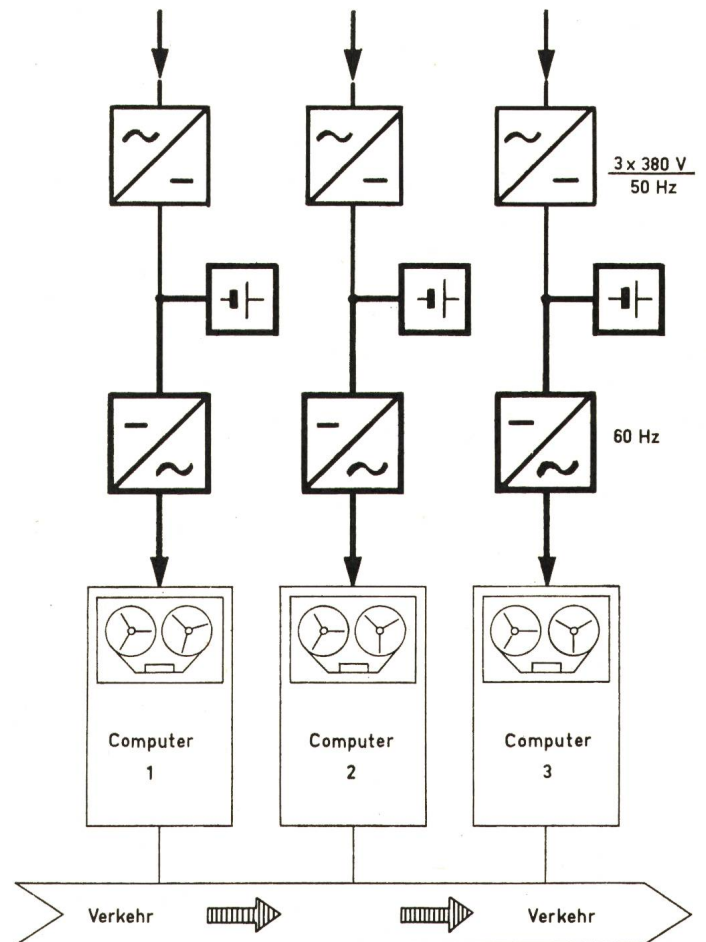 3 x 380 V
50 Hz
60 Hz
Computer
1
Computer
2
Computer
3
Verkehr
Verkehr